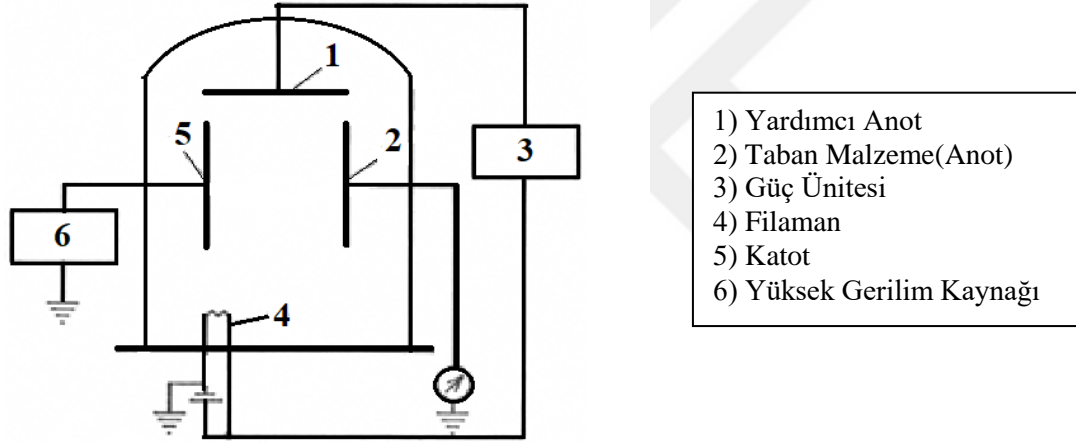 1
5
2
3
6
4
1) Yardımcı Anot
2) Taban Malzeme(Anot)
3) Güç Ünitesi
4) Filaman
5) Katot
6) Yüksek Gerilim Kaynağı